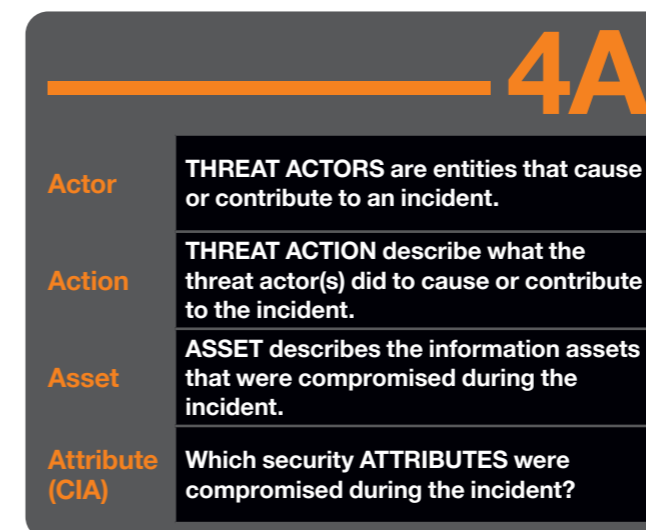 4A
Actor
THREAT ACTORS are entities that cause
or contribute to an incident.
Action
THREAT ACTION describe what the
threat actor(s) did to cause or contribute
to the incident.
Asset
ASSET describes the information assets
that were compromised during the
incident.
Attribute
(CIA)
Which security ATTRIBUTES were
compromised during the incident?